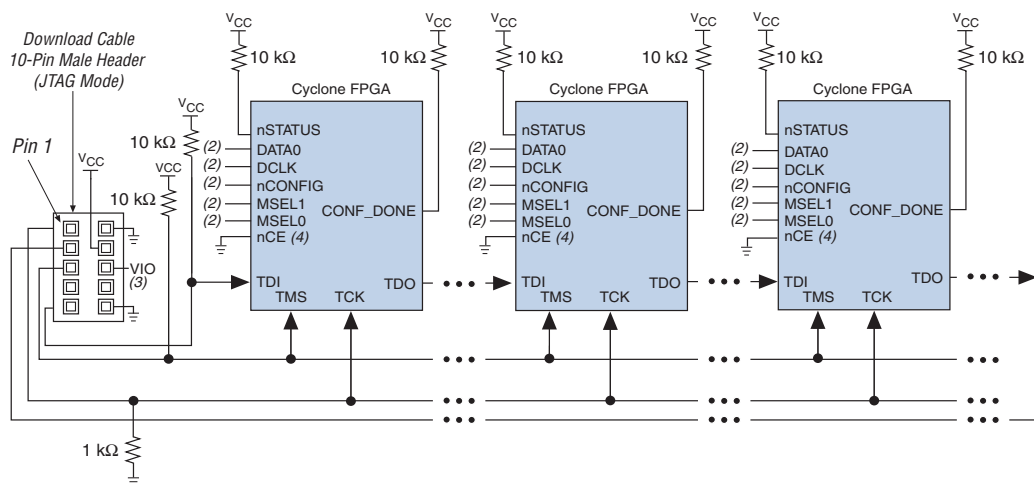 Download Cable
10-Pin Male Header
(JTAG Mode)
Pin 1
VCC
VCC
10 kΩ
VCC
10 kΩ
VIO
(3)
1 kΩ
VCC
10 kΩ
VCC
10 kΩ
Cyclone FPGA
nSTATUS
(2) DATA0
(2) DCLK
(2) nCONFIG
(2) MSEL1
(2) MSEL0
CONF_DONE
nCE (4)
TDI
TDO
TMS
TCK
VCC
10 kΩ
VCC
10 kΩ
Cyclone FPGA
nSTATUS
(2) DATA0
(2) DCLK
(2) nCONFIG
(2) MSEL1
(2) MSEL0
CONF_DONE
nCE (4)
TDI
TDO
TMS
TCK
VCC
10 kΩ
VCC
10 kΩ
Cyclone FPGA
nSTATUS
(2) DATA0
(2) DCLK
(2) nCONFIG
(2) MSEL1
(2) MSEL0
CONF_DONE
nCE (4)
TDI
TDO
TMS
TCK